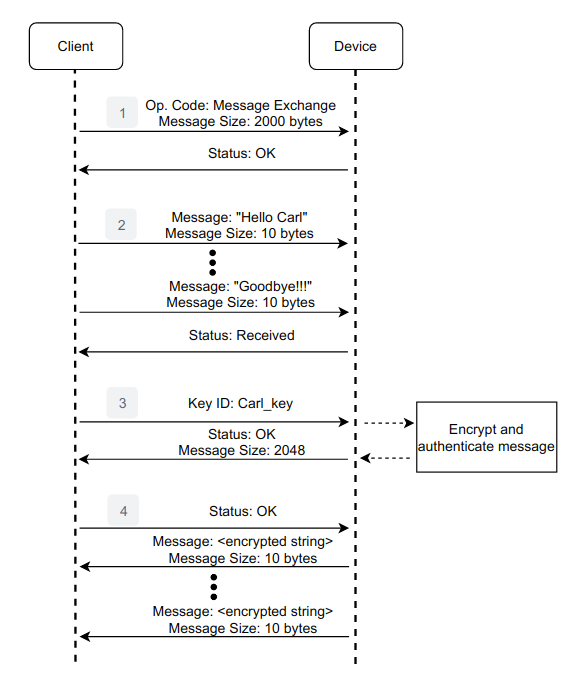 Client
Device
1
Op. Code: Message Exchange
Message Size: 2000 bytes
Status: OK
2
Message: "Hello Carl"
Message Size: 10 bytes
Message: "Goodbye!!!"
Message Size: 10 bytes
Status: Received
3
Key ID: Carl_key
Encrypt and
authenticate message
Status: OK
Message Size: 2048
4
Status: OK
Message: <encrypted string>
Message Size: 10 bytes
Message: <encrypted string>
Message Size: 10 bytes